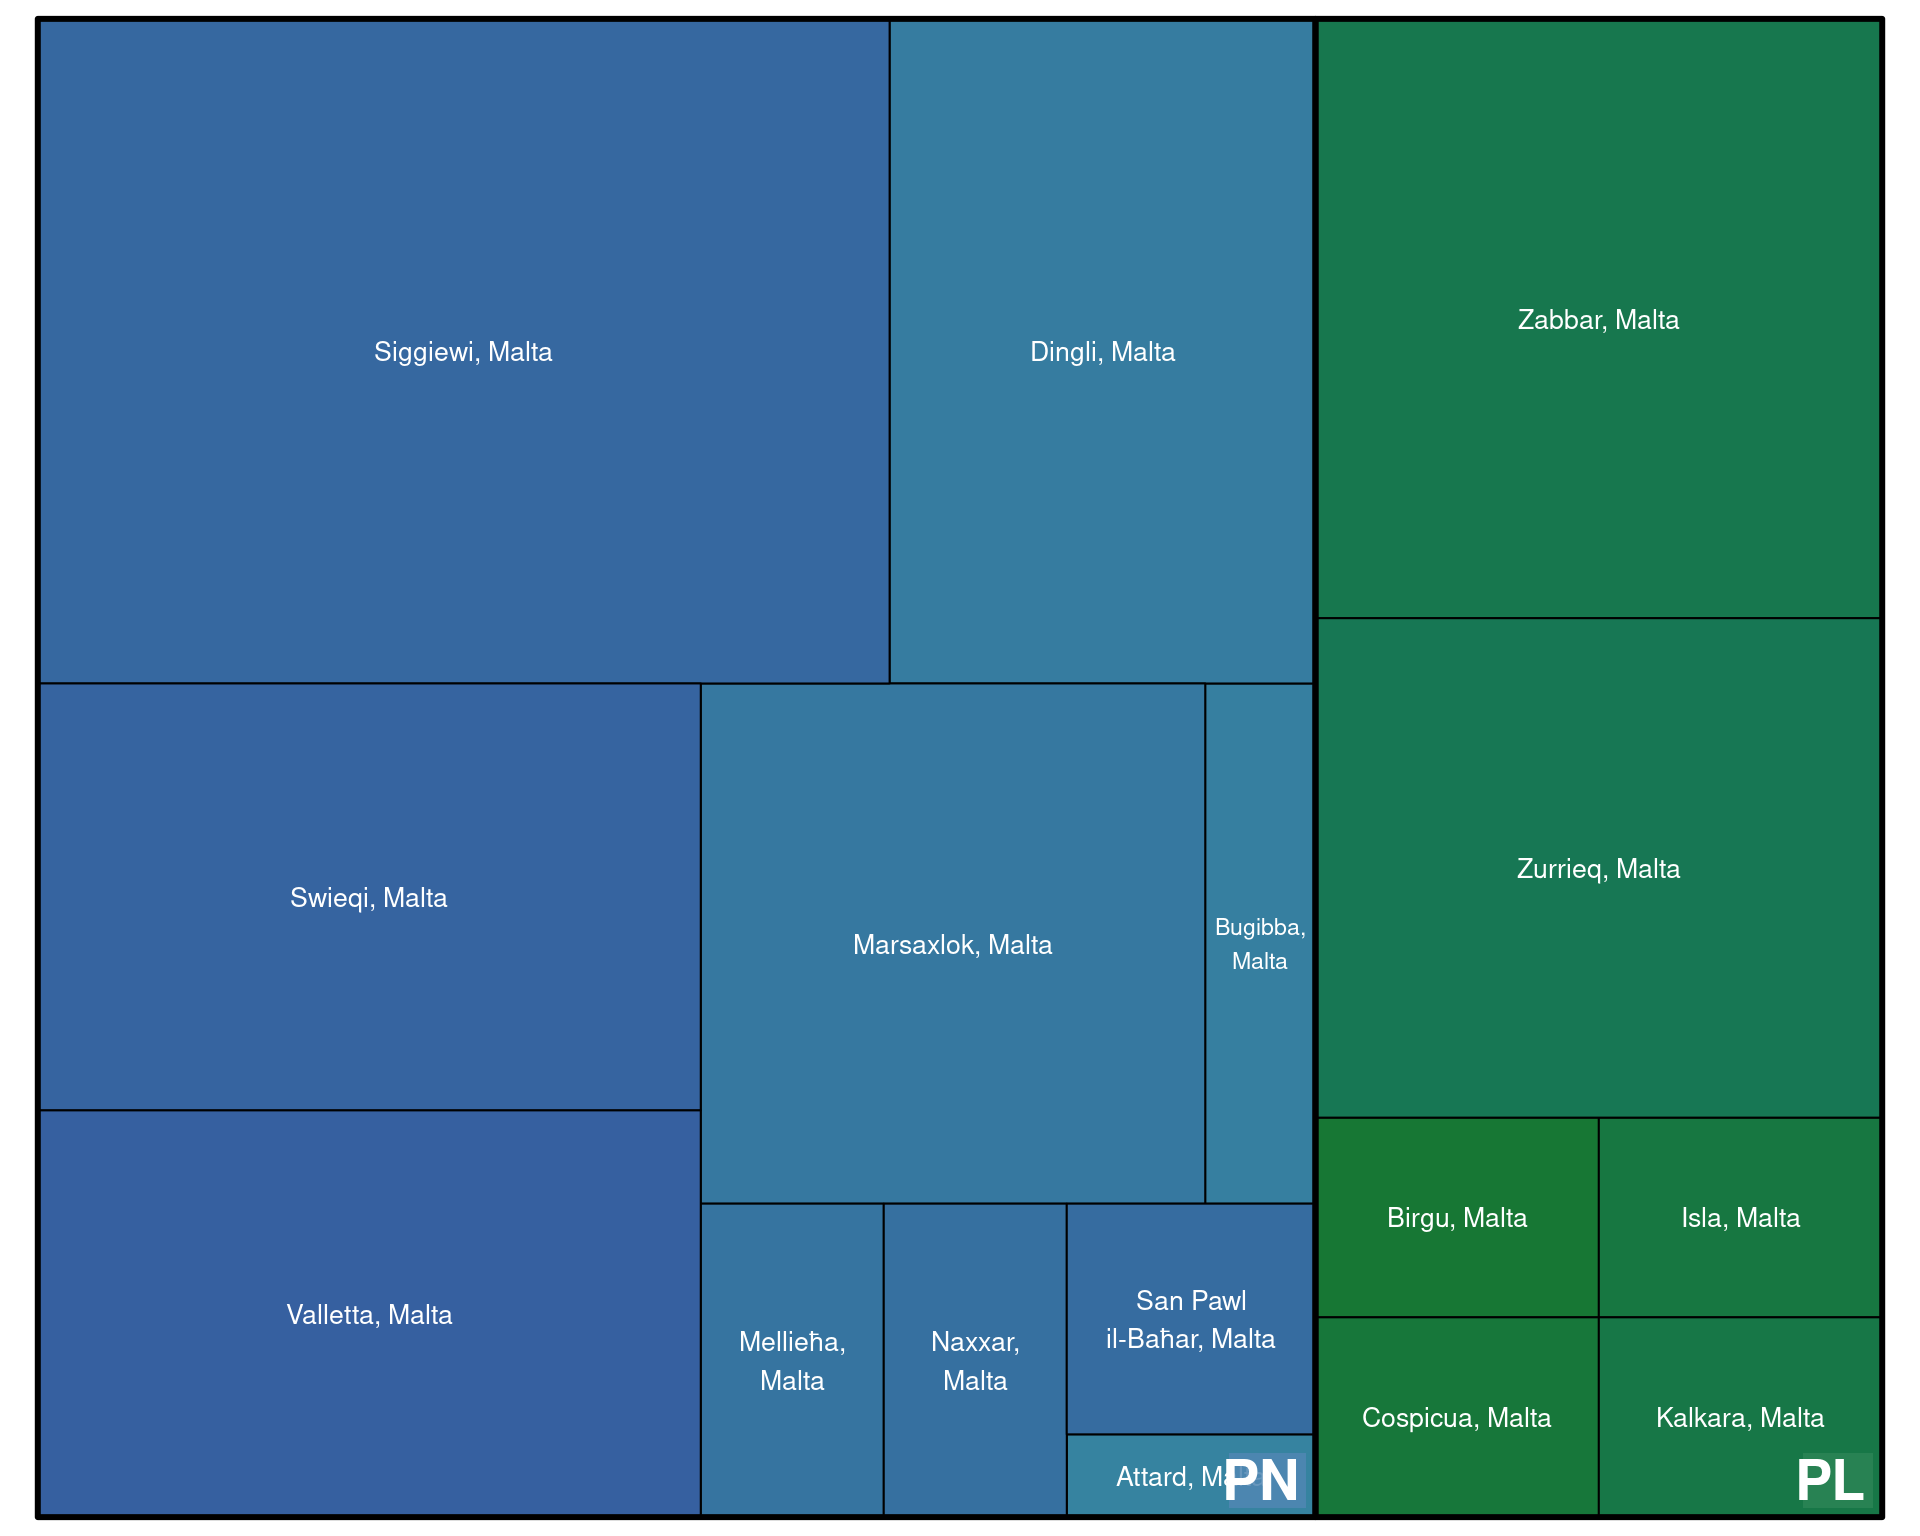 Siggiewi, Malta
Dingli, Malta
Zabbar, Malta
Swieqi, Malta
Marsaxlok, Malta
Bugibba,
Malta
Zurrieq, Malta
Valletta, Malta
Mellieħa,
Malta
Naxxar,
Malta
San Pawl
il-Baħar, Malta
Attard,
PN
Birgu, Malta
Isla, Malta
Cospicua, Malta
Kalkara, Malta
PL